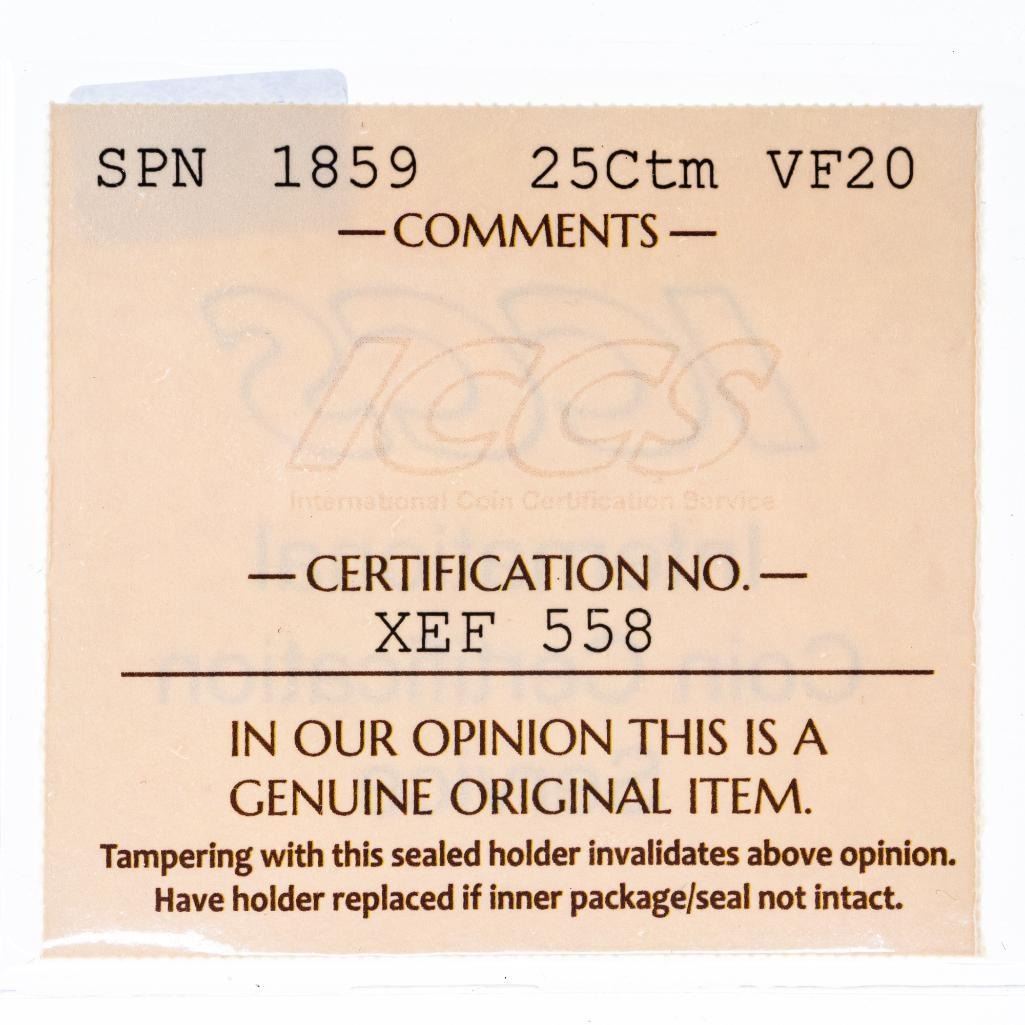 SPN 1859 25Ctm VF20
— COMMENTS —
ICCS
International Coin Certification Service
— CERTIFICATION NO. —
XEF 558
IN OUR OPINION THIS IS A
GENUINE ORIGINAL ITEM.
Tampering with this sealed holder invalidates above opinion.
Have holder replaced if inner package/seal not intact.